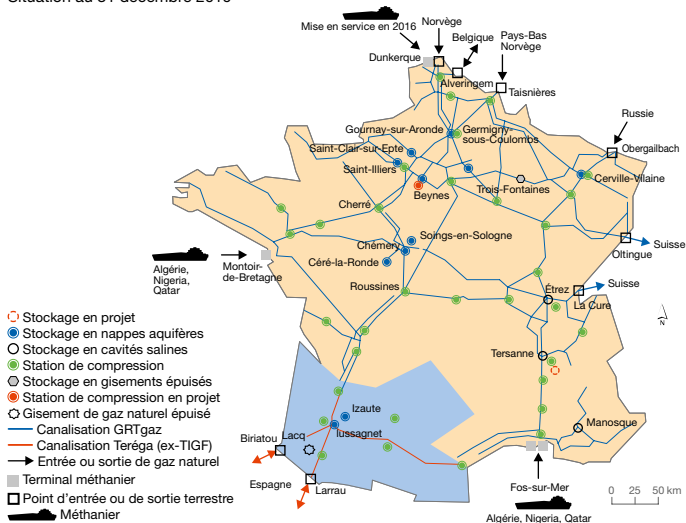 Mise en service en 2016
Norvège
Belgique
Pays-Bas
Norvège
Dunkerque
Alveringem
Taisnières
Russie
Gournay-sur-Aronde
Germigny-
sous-Coulombs
Obergailbach
Saint-Clair-sur-Epte
Saint-Illiers
Trois-Fontaines
Cerville-Vilaine
Beynes
Cherré
Soings-en-Sologne
Chémery
Suisse
Oltingue
Céré-la-Ronde
Algérie,
Nigeria,
Qatar
Montoir-
de-Bretagne
Roussines
Étrez
Suisse
La Cure
N
Stockage en projet
Stockage en nappes aquifères
Stockage en cavités salines
Station de compression
Stockage en gisements épuisés
Station de compression en projet
Gisement de gaz naturel épuisé
Canalisation GRTgaz
Canalisation Teréga (ex-TIGF)
Entrée ou sortie de gaz naturel
Terminal méthanier
Point d'entrée ou de sortie terrestre
Méthanier
Tersanne
Izaute
Manosque
Biriatou
Lacq
lussagnet
Espagne
Larrau
Fos-sur-Mer
Algérie, Nigeria, Qatar
0 25 50 km